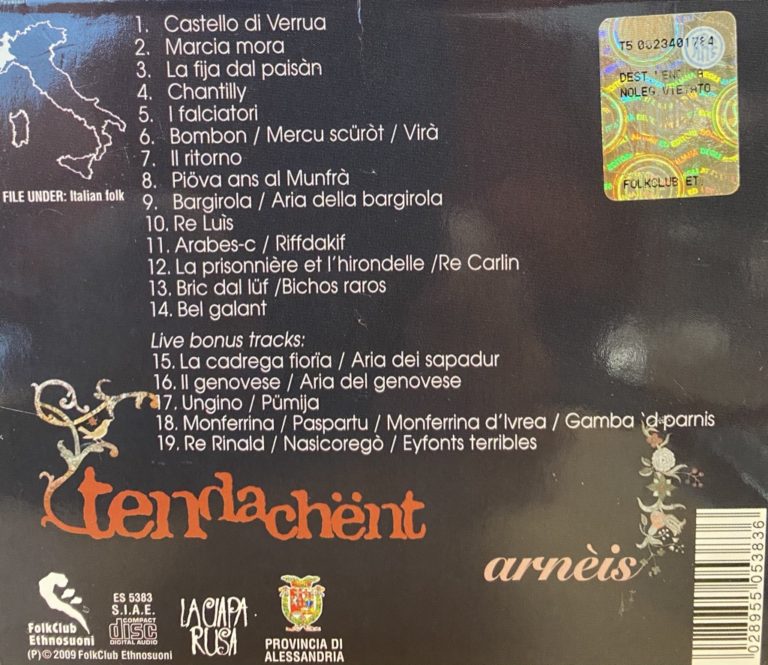 1. Castello di Verrua
2. Marcia mora
3. La fija dal paisàn
4. Chantilly
5. I falciatori
6. Bombon / Mercu scüròt / Virà
7. Il ritorno
8. Piöva ans al Munfrà
9. Bargirola / Aria della bargirola
10. Re Luìs
11. Arabes-c / Riffdakif
12. La prisonnière et l'hirondelle /Re Carlin
13. Bric dal lüf /Bichos raros
14. Bel galant
Live bonus tracks:
15. La cadrega fiorïa / Aria dei sapadur
16. Il genovese / Aria del genovese
17. Ungino / Pümija
18. Monferrina / Paspartu / Monferrina d'Ivrea / Gamba 'd parnis
19. Re Rinald / Nasicoregò / Eyfonts terribles
FILE UNDER: Italian folk
T5 0023401784
DEST.
NOLEG.VIETATO
FOLKCLUB ET
tendachënt
arnèis
FolkClub
Ethnosuoni
(P)©2009 FolkClub Ethnosuoni
ES 5383
S.I.A.E.
COMPACT
disc
DIGITAL AUDIO
LA CIAPA
RUSA
PROVINCIA DI
ALESSANDRIA
028955 053836